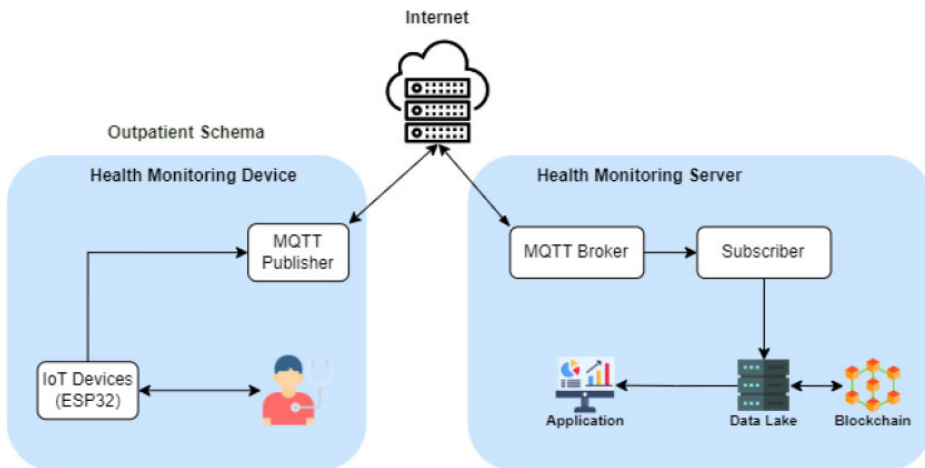 Internet
Outpatient Schema
Health Monitoring Device
Health Monitoring Server
MQTT
Publisher
MQTT Broker
Subscriber
IoT Devices
(ESP32)
Application
Data Lake
Blockchain